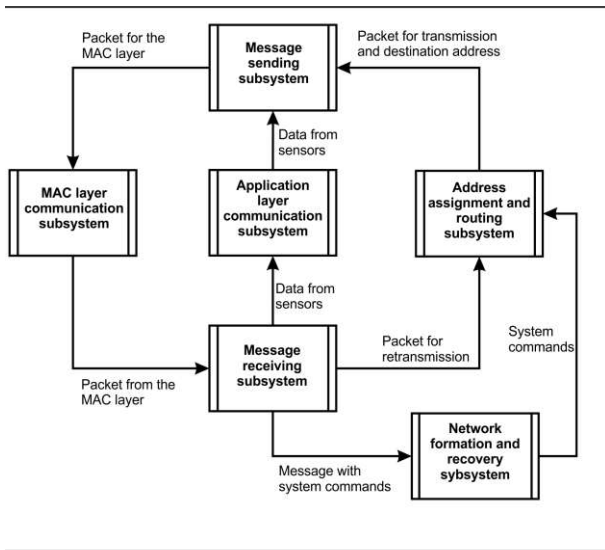 Packet for the
MAC layer
Message
sending
subsystem
Packet for transmission
and destination address
Data from
sensors
MAC layer
communication
subsystem
Application
layer
communication
subsystem
Address
assignment and
routing
subsystem
Data from
sensors
System
commands
Packet for
retransmission
Message
receiving
subsystem
Packet from the
MAC layer
Network
formation and
recovery
sybsystem
Message with
system commands